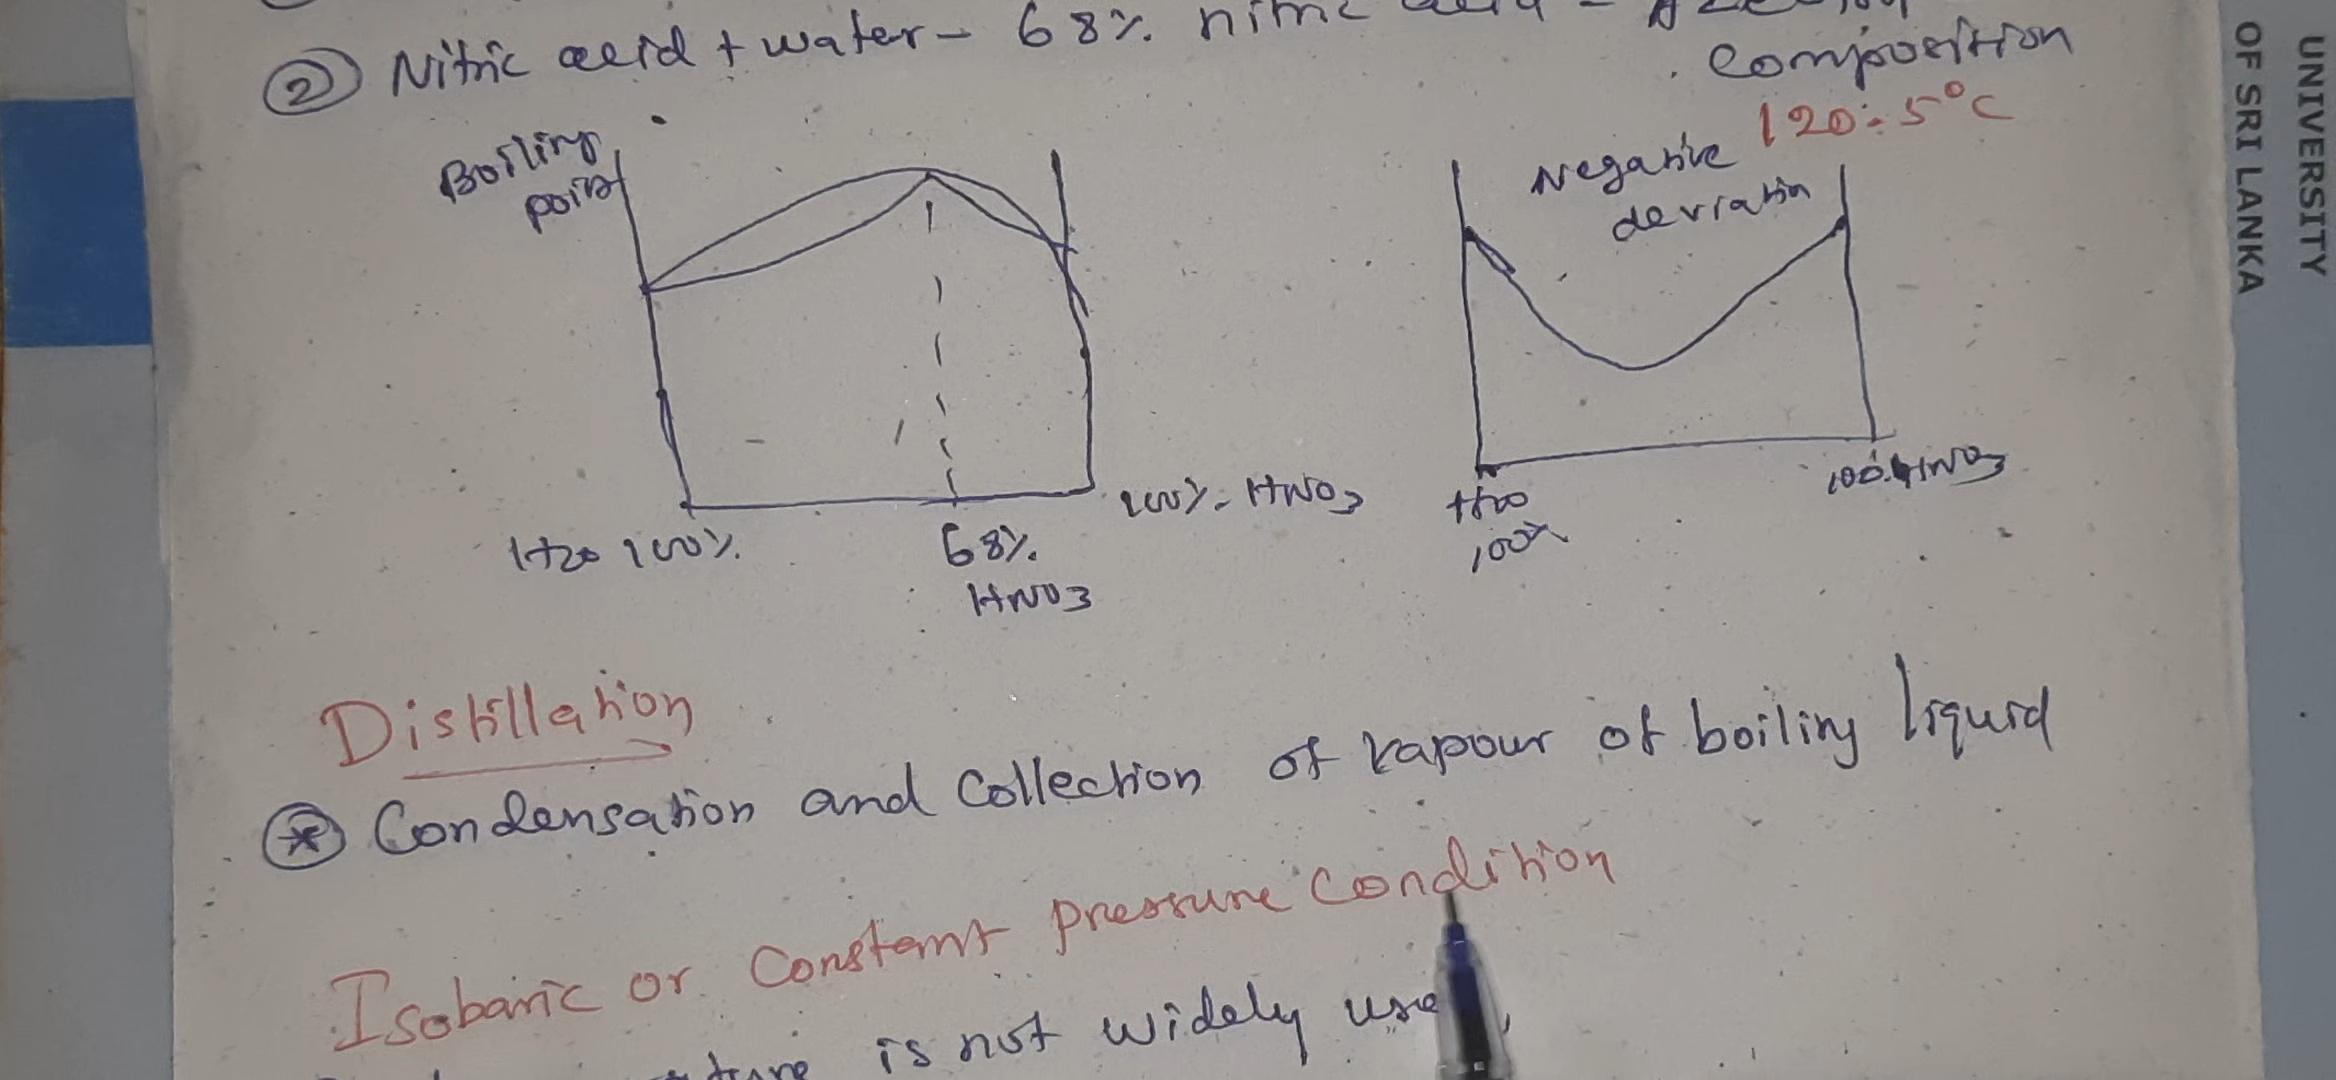 ② Nitric acid + water - 68% nitric acid -
Composition
120.5°C
Boiling
point
Negative
deviation
H20 100%
68%
HNO3
100% HNO3
H2O
100%
100% HNO3
Distillation
Condensation and Collection of vapour of boiling liquid
Isobaric or Constant pressure Condition
is not widely
UNIVERSITY
OF SRI LANKA